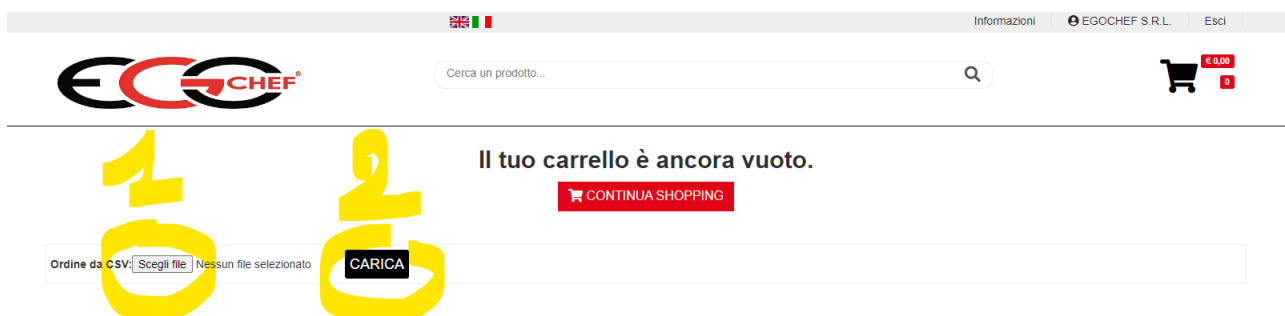 Informazioni EGOCHEF S.R.L. Esci
EGO CHEF®
Cerca un prodotto...
€ 0,00
0
1 2
Il tuo carrello è ancora vuoto.
CONTINUA SHOPPING
Ordine da CSV: Scegli file Nessun file selezionato CARICA